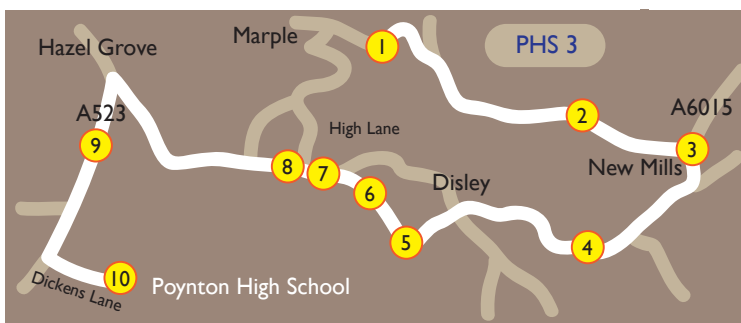 Marple
1
PHS 3
Hazel Grove
A523
9
High Lane
2
A6015
3
New Mills
8
7
6
Disley
5
4
Dickens Lane
10
Poynton High School